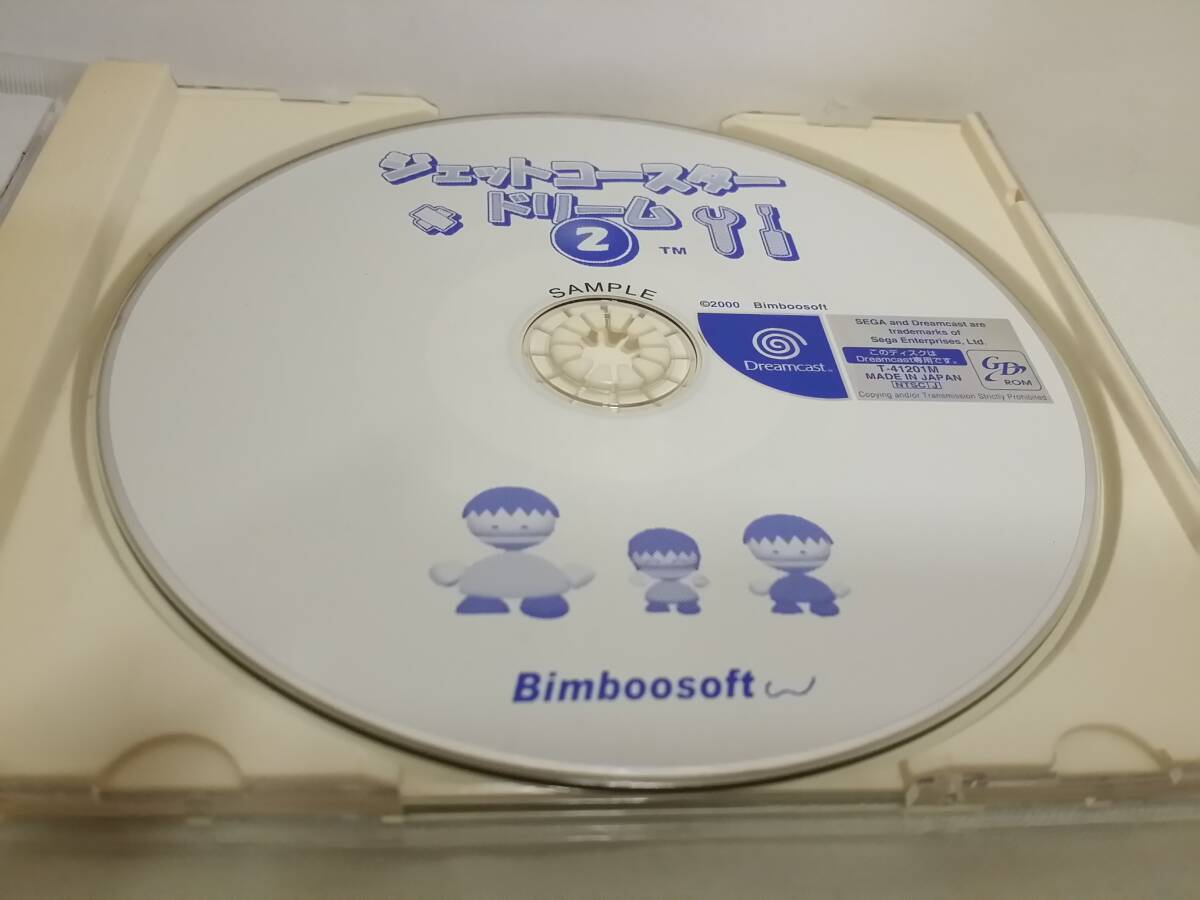 ジェットコースター
ドリーム
2 TM
SAMPLE
©2000 Bimboosoft
Dreamcast™
SEGA and Dreamcast are
trademarks of
Sega Enterprises, Ltd.
このディスクは
Dreamcast専用です。
T-41201M
MADE IN JAPAN
NTSC J
GD
ROM
Copying and/or Transmission Strictly Prohibited.
Bimboosoft